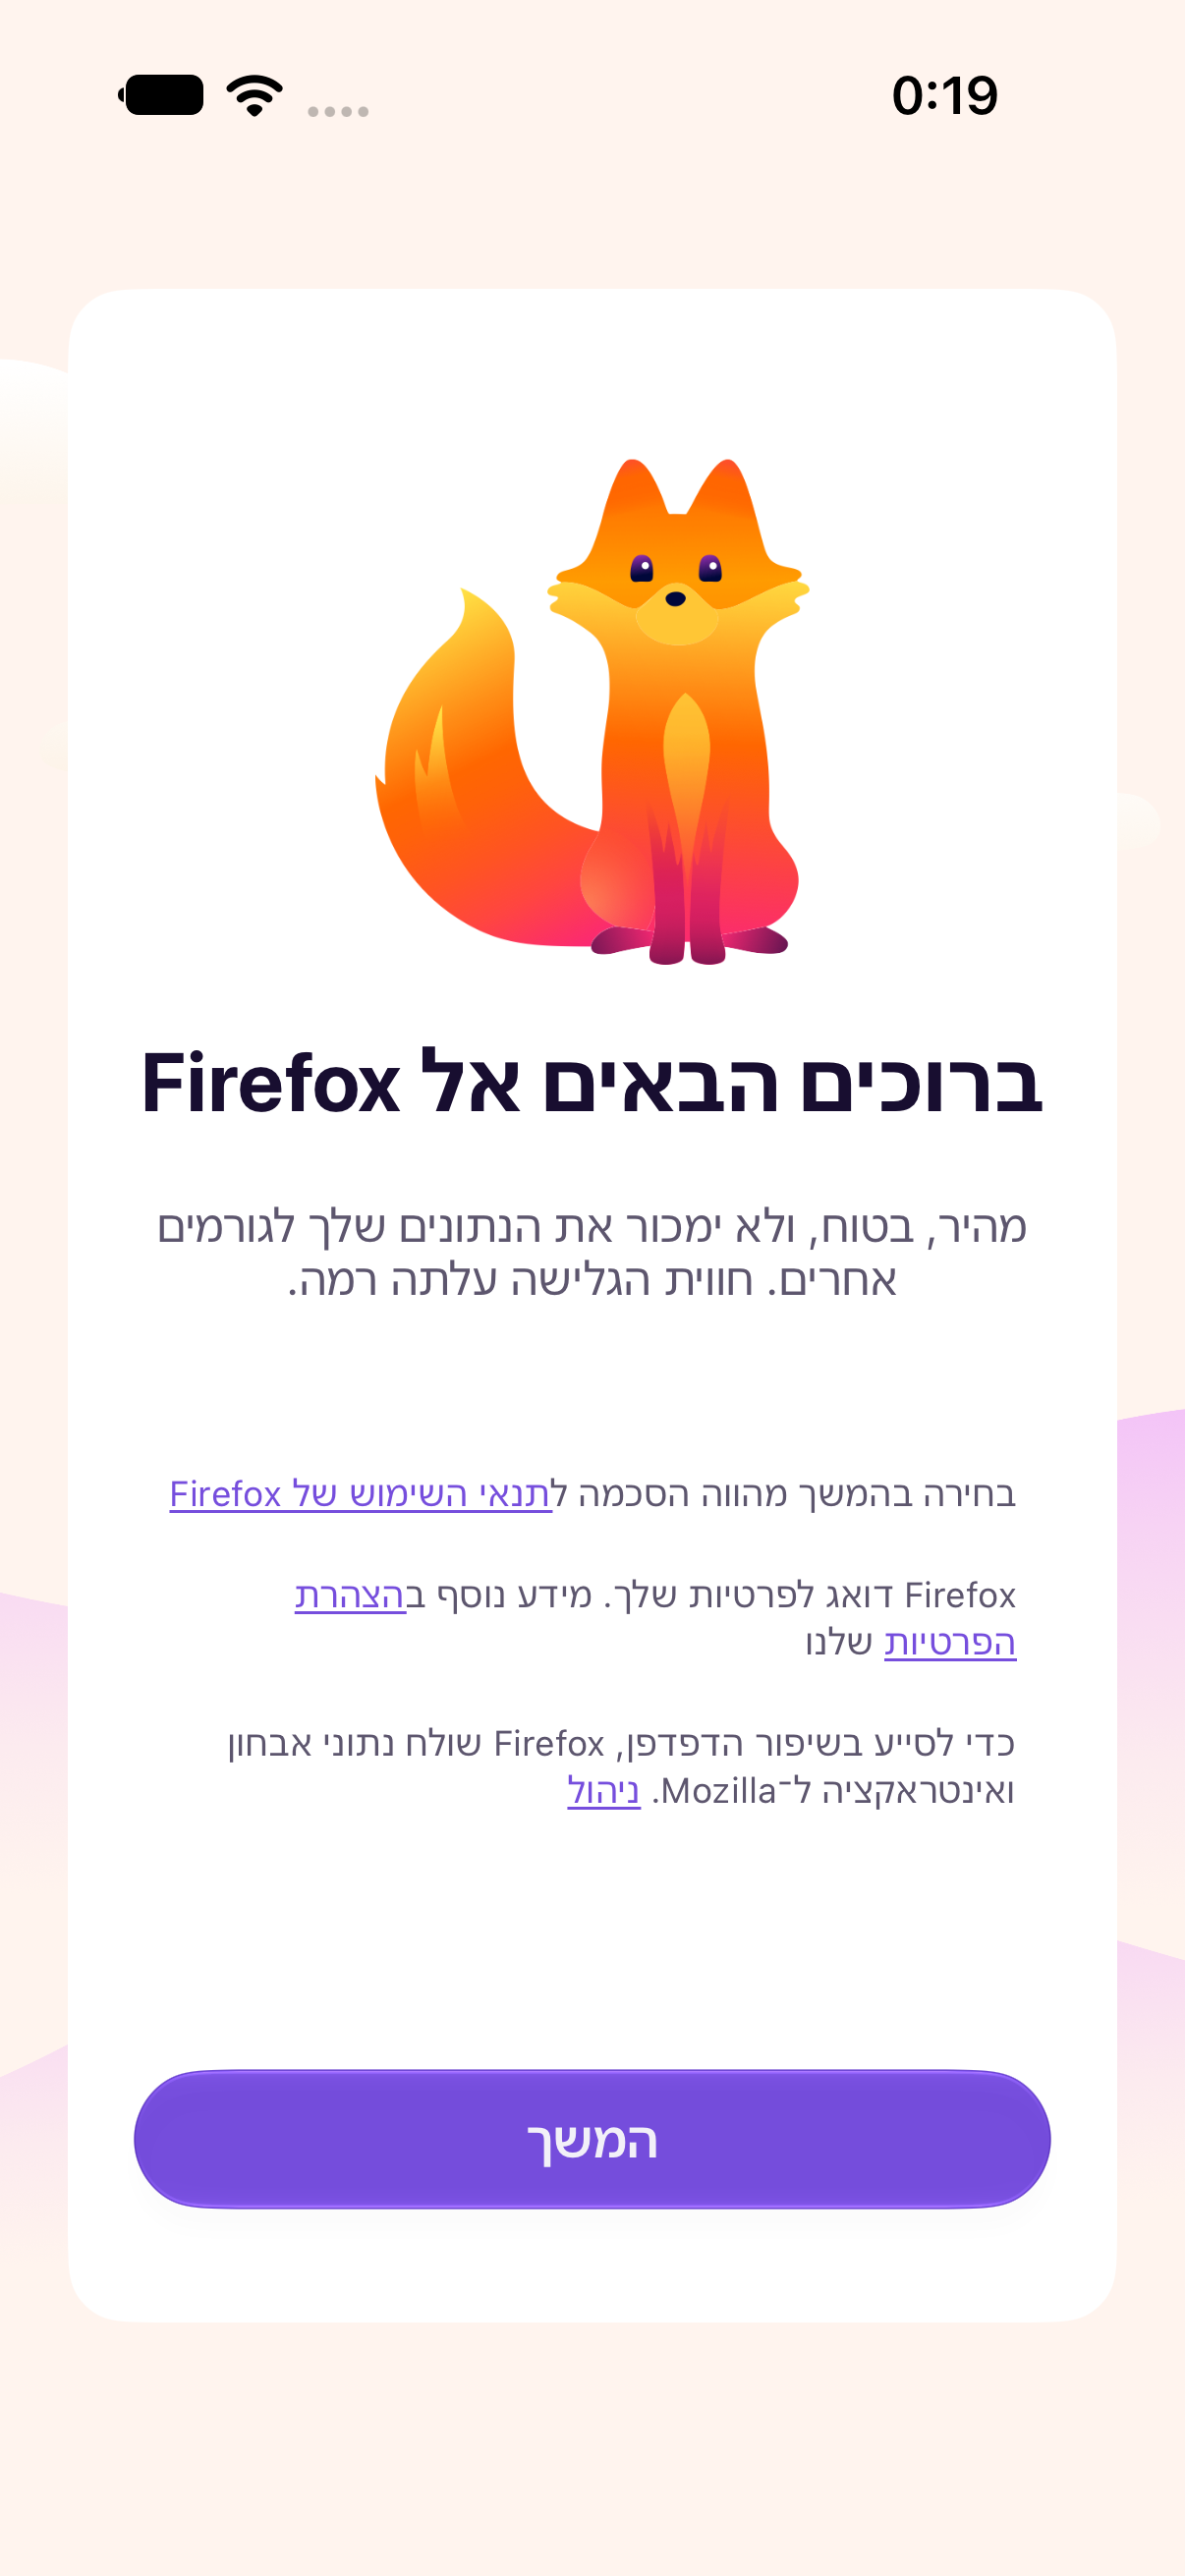 0:19
ברוכים הבאים אל Firefox
מהיר, בטוח, ולא ימכור את הנתונים שלך לגורמים
אחרים. חווית הגלישה עלתה רמה.
בחירה בהמשך מהווה הסכמה לתנאי השימוש של Firefox
Firefox דואג לפרטיות שלך. מידע נוסף בהצהרת
הפרטיות שלנו
כדי לסייע בשיפור הדפדפן, Firefox שולח נתוני אבחון
ואינטראקציה ל־Mozilla. ניהול
המשך